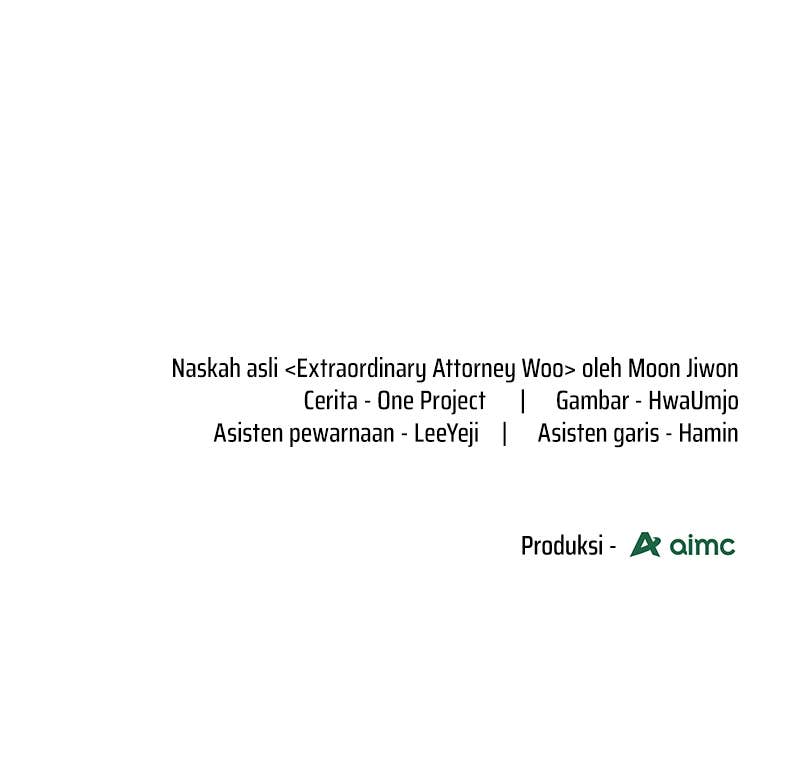 Naskah asli <Extraordinary Attorney Woo> oleh Moon Jiwon
Cerita - One Project | Gambar - HwaUmjo
Asisten pewarnaan - LeeYeji | Asisten garis - Hamin
Produksi - aimc